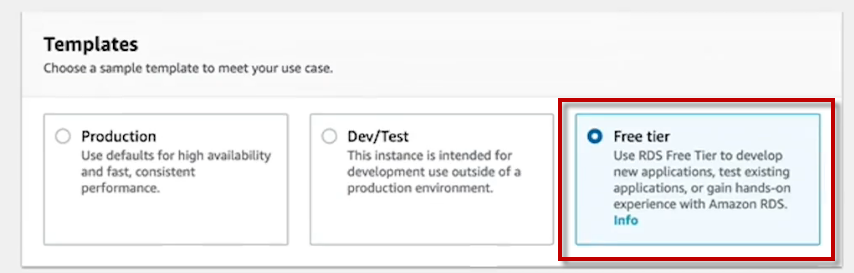 Templates
Choose a sample template to meet your use case.
Production
Use defaults for high availability
and fast, consistent
performance.
Dev/Test
This instance is intended for
development use outside of a
production environment.
Free tier
Use RDS Free Tier to develop
new applications, test existing
applications, or gain hands-on
experience with Amazon RDS.
Info